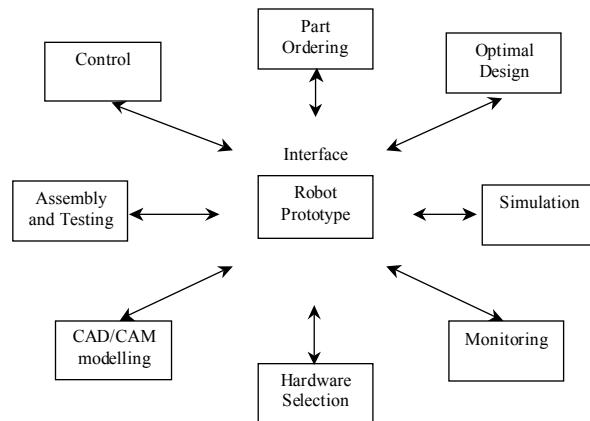 Part
Ordering
Control
Optimal
Design
Interface
Assembly
and Testing
Robot
Prototype
Simulation
CAD/CAM
modelling
Monitoring
Hardware
Selection